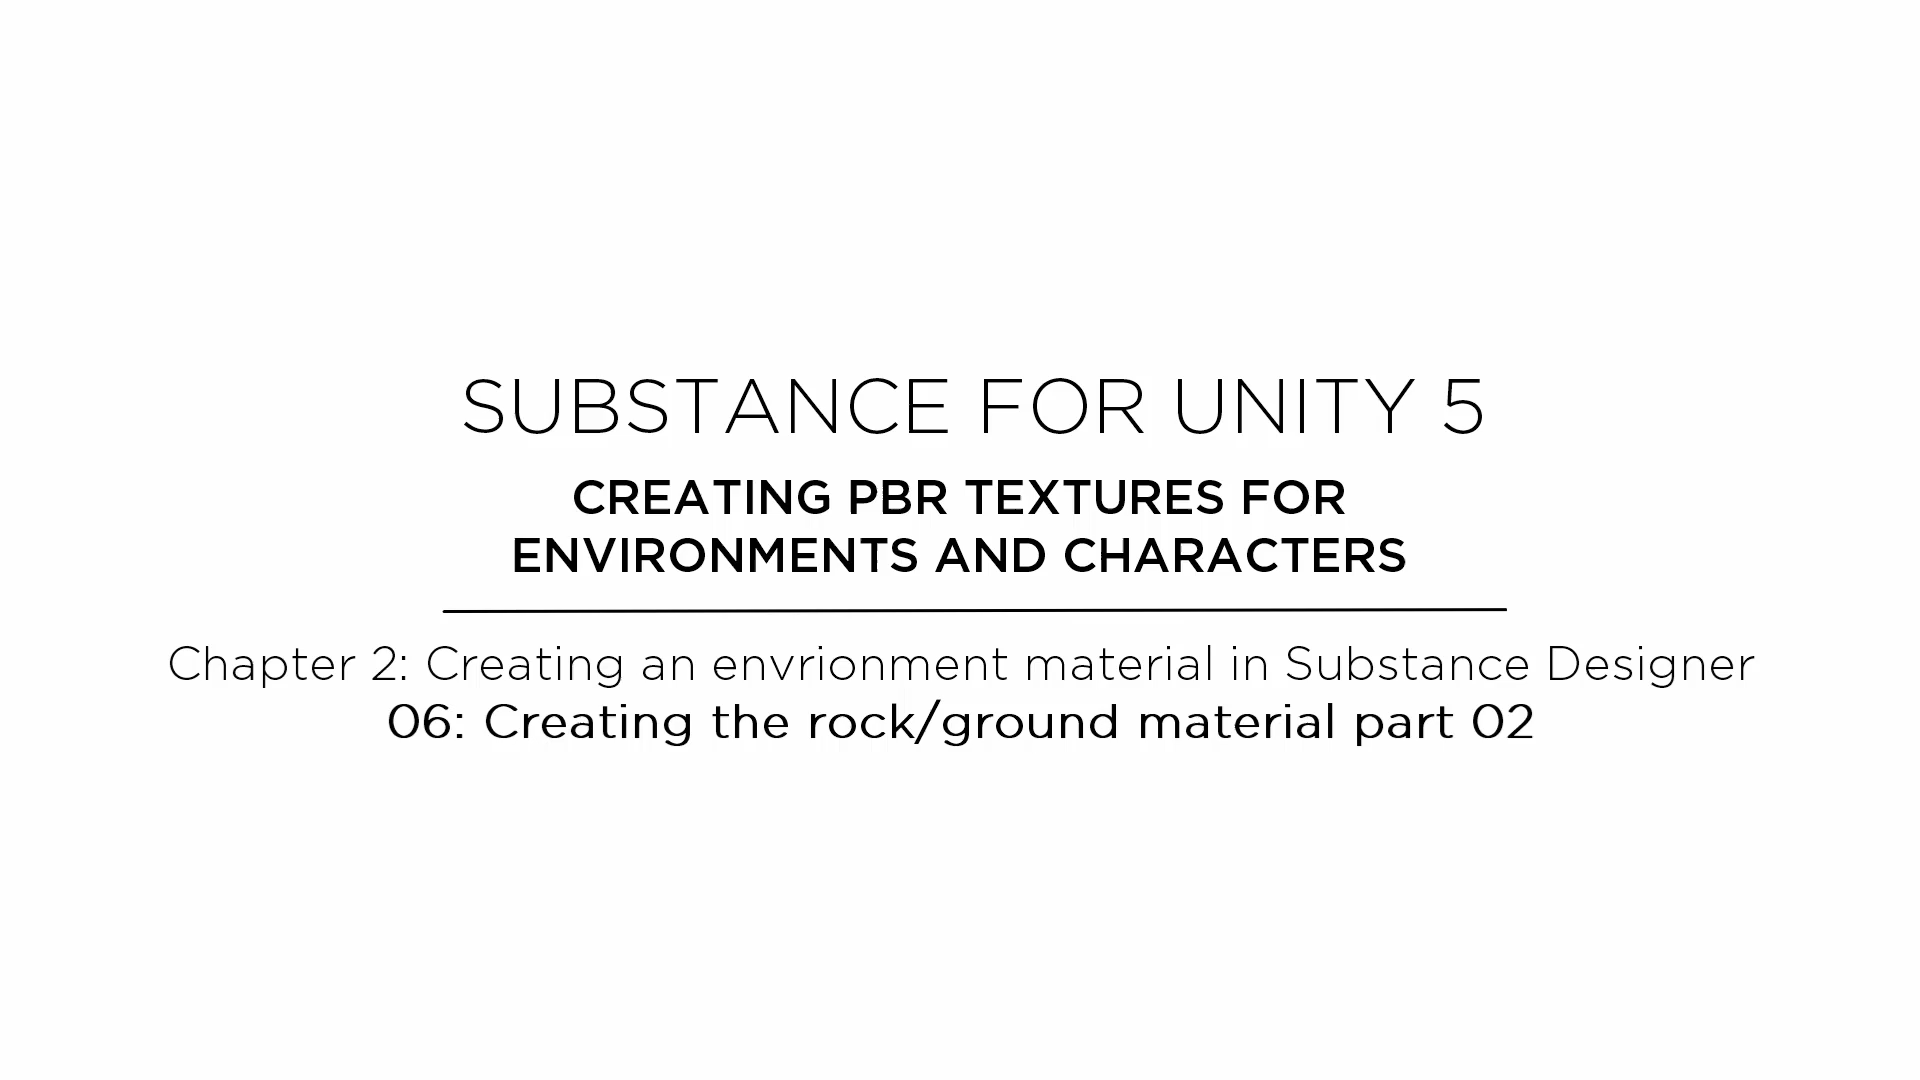 SUBSTANCE FOR UNITY 5
CREATING PBR TEXTURES FOR
ENVIRONMENTS AND CHARACTERS
Chapter 2: Creating an envrionment material in Substance Designer
06: Creating the rock/ground material part 02